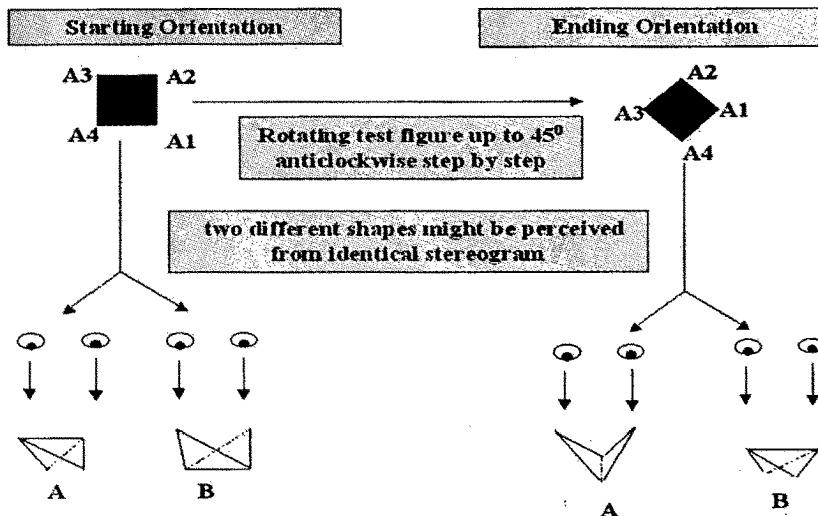 Starting Orientation
Ending Orientation
A3 A2
A4 A1
A2
A3 A1
A4
Rotating test figure up to 45⁰
anticlockwise step by step
two different shapes might be perceived
from identical stereogram
A B
A B